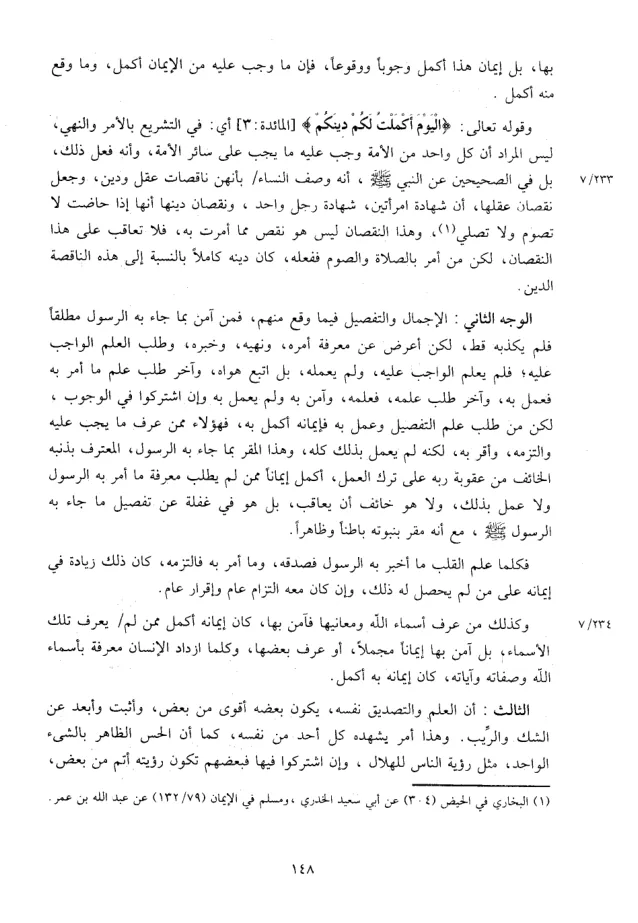 بها، بل إيمان هذا أكمل وجوباً ووقوعاً، فإن ما وجب عليه من الإيمان أكمل، وما وقع
منه أكمل .
وقوله تعالى: ﴿الْيَوْمَ أَكْمَلْتُ لَكُمْ دِينَكُمْ﴾ [المائدة:٣] أي: في التشريع بالأمر والنهي،
ليس المراد أن كل واحد من الأمة وجب عليه ما يجب على سائر الأمة، وأنه فعل ذلك،
٧/٢٣٣ بل في الصحيحين عن النبي ﷺ ، أنه وصف النساء/ بأنهن ناقصات عقل ودين، وجعل
نقصان عقلها، أن شهادة امرأتين، شهادة رجل واحد ، ونقصان دينها أنها إذا حاضت لا
تصوم ولا تصلي(١)، وهذا النقصان ليس هو نقص مما أمرت به، فلا تعاقب على هذا
النقصان، لكن من أمر بالصلاة والصوم ففعله، كان دينه كاملاً بالنسبة إلى هذه الناقصة
الدين.
الوجه الثاني : الإجمال والتفصيل فيما وقع منهم، فمن آمن بما جاء به الرسول مطلقاً
فلم يكذبه قط، لكن أعرض عن معرفة أمره، ونهيه، وخبره، وطلب العلم الواجب
عليه؛ فلم يعلم الواجب عليه، ولم يعمله، بل اتبع هواه، وآخر طلب علم ما أمر به
فعمل به، وآخر طلب علمه، فعلمه، وآمن به ولم يعمل به وإن اشتركوا في الوجوب ،
لكن من طلب علم التفصيل وعمل به فإيمانه أكمل به، فهؤلاء ممن عرف ما يجب عليه
والتزمه، وأقر به، لكنه لم يعمل بذلك كله، وهذا المقر بما جاء به الرسول، المعترف بذنبه
الخائف من عقوبة ربه على ترك العمل، أكمل إيماناً ممن لم يطلب معرفة ما أمر به الرسول
ولا عمل بذلك، ولا هو خائف أن يعاقب، بل هو في غفلة عن تفصيل ما جاء به
الرسول ﷺ ، مع أنه مقر بنبوته باطناً وظاهراً.
فكلما علم القلب ما أخبر به الرسول فصدقه، وما أمر به فالتزمه، كان ذلك زيادة في
إيمانه على من لم يحصل له ذلك، وإن كان معه التزام عام وإقرار عام.
٧/٢٣٤ وكذلك من عرف أسماء الله ومعانيها فآمن بها، كان إيمانه أكمل ممن لم/ يعرف تلك
الأسماء، بل آمن بها إيماناً مجملاً، أو عرف بعضها، وكلما ازداد الإنسان معرفة بأسماء
الله وصفاته وآياته، كان إيمانه به أكمل.
الثالث : أن العلم والتصديق نفسه، يكون بعضه أقوى من بعض، وأثبت وأبعد عن
الشك والرِّيب. وهذا أمر يشهده كل أحد من نفسه، كما أن الحس الظاهر بالشىء
الواحد، مثل رؤية الناس للهلال ، وإن اشتركوا فيها فبعضهم تكون رؤيته أتم من بعض،
(١) البخاري في الحيض (٣٠٤) عن أبي سعيد الخدري ، ومسلم في الإيمان (١٣٢/٧٩) عن عبد الله بن عمر.
١٤٨